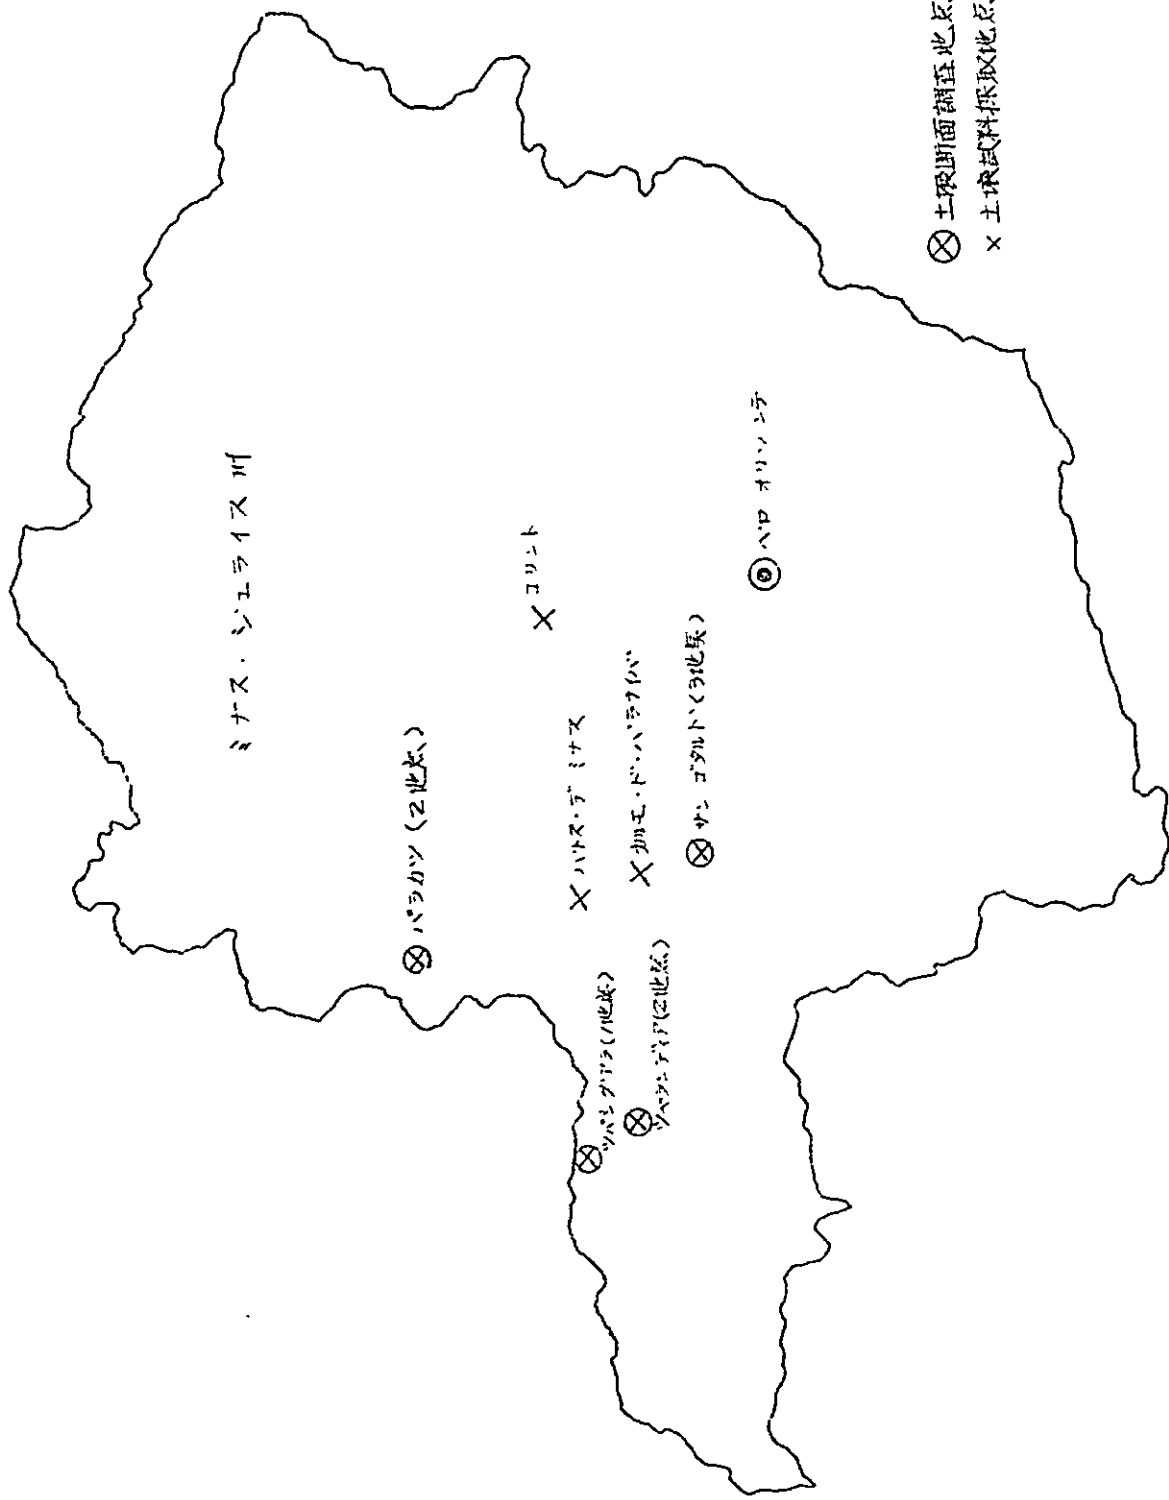 ミナス・ジュライス州
パラカツ(2地点)
× コリント
× パトス・デ ミナス
× カルモ・ド・パラナイバ
サン ゴタルド(3地点)
ベロ オリゾンテ
ツパシグアラ(1地点)
ウベランディア(2地点)
土壌断面調査地点
× 土壌試料採取地点